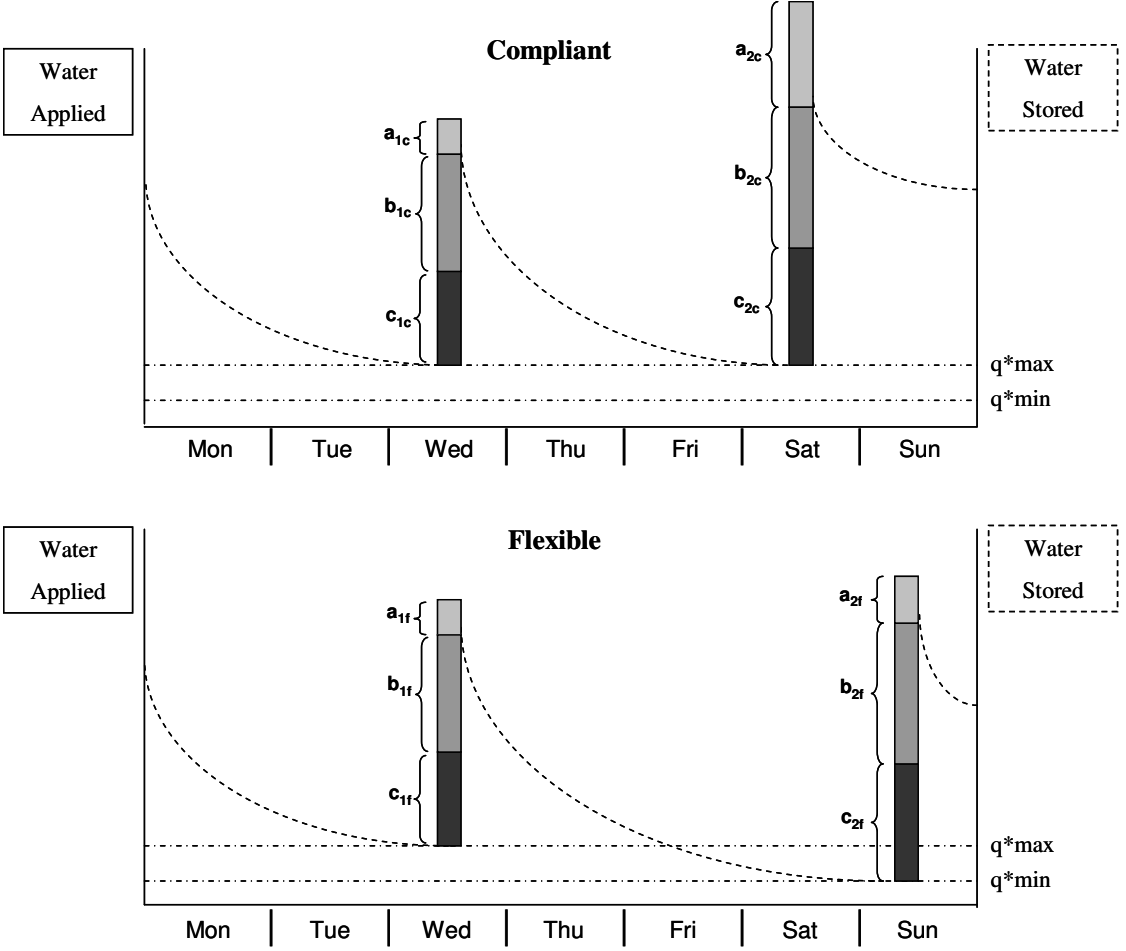 Compliant
Water
Applied
Water
Stored
a2c
a1c
b2c
b1c
c2c
c1c
q*max
q*min
Mon Tue Wed Thu Fri Sat Sun
Flexible
Water
Applied
Water
Stored
a2f
a1f
b2f
b1f
c2f
c1f
q*max
q*min
Mon Tue Wed Thu Fri Sat Sun